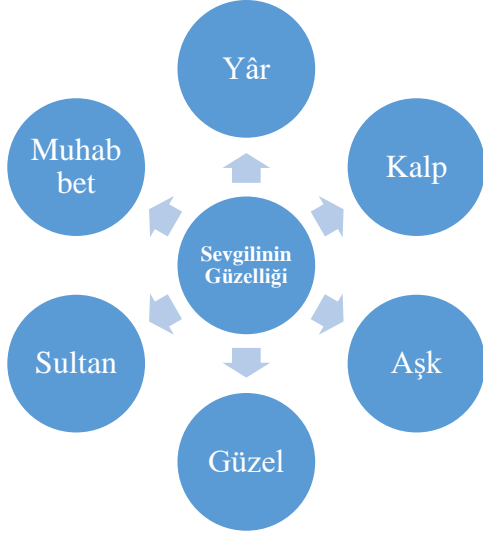 Yâr
Muhab
bet
Kalp
Sevgilinin
Güzelliği
Sultan
Aşk
Güzel